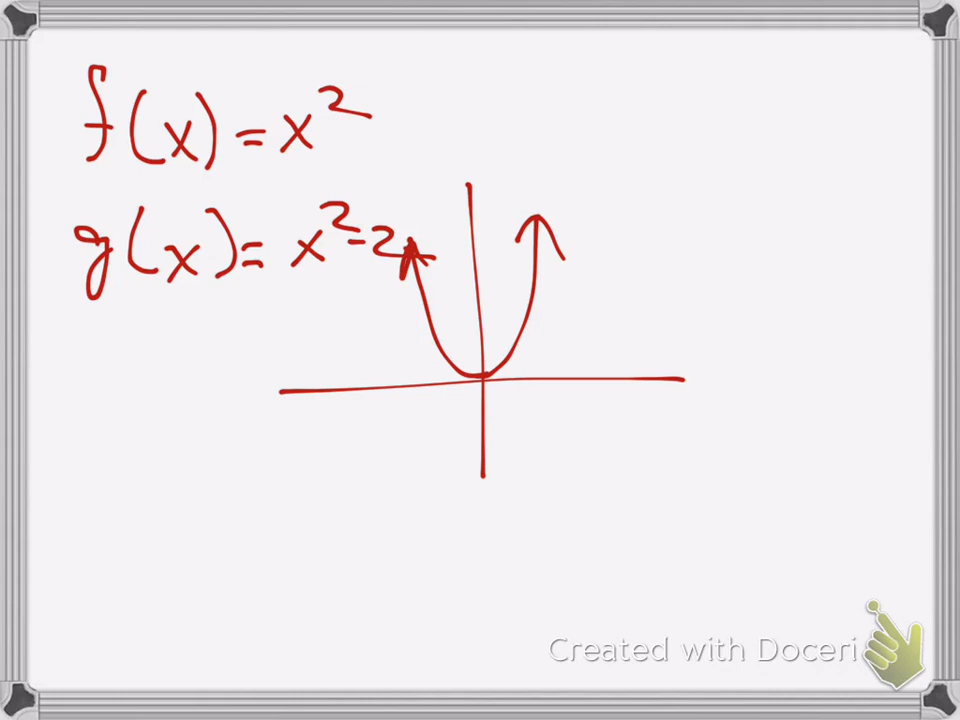 f(x) = x²
g(x) = x² - 2
Created with Doceri